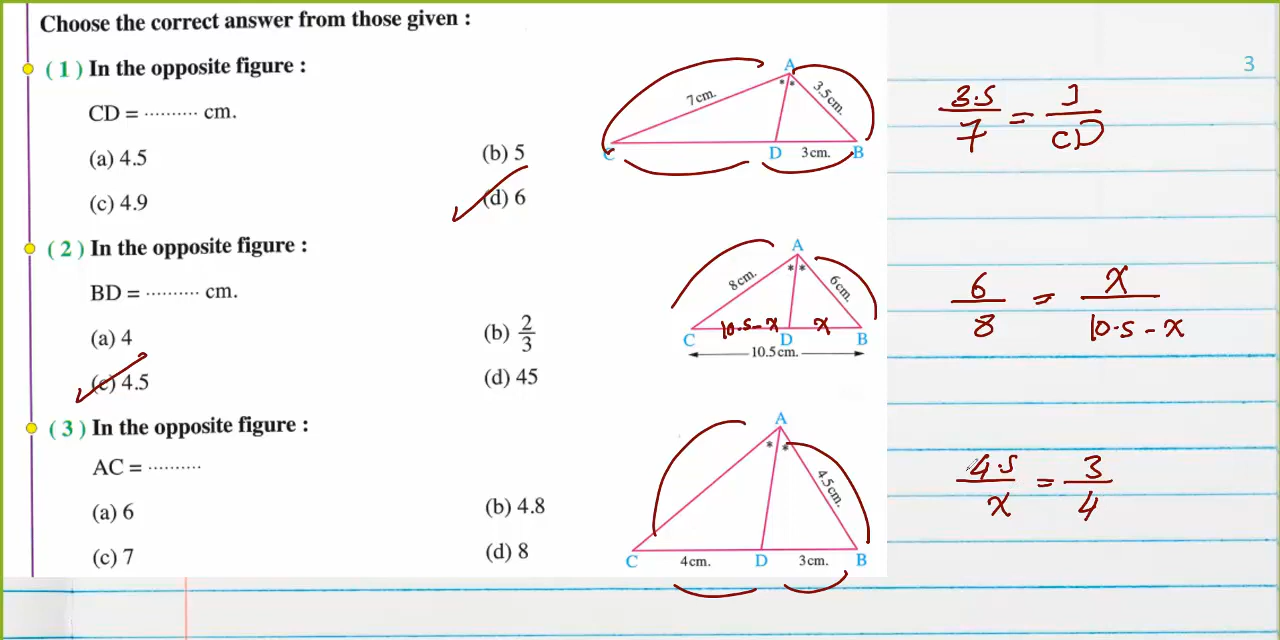 Choose the correct answer from those given :
3
( 1 ) In the opposite figure :
CD = ·········· cm.
(a) 4.5
(b) 5
(c) 4.9
(d) 6
A
7cm.
3.5cm.
* *
C
D
3cm.
B
3.5/7 = 3/CD
( 2 ) In the opposite figure :
BD = ·········· cm.
(a) 4
(b) 2/3
(c) 4.5
(d) 45
A
8cm.
6cm.
* *
10.5-x
x
C
D
B
10.5cm.
6/8 = x/10.5-x
( 3 ) In the opposite figure :
AC = ··········
(a) 6
(b) 4.8
(c) 7
(d) 8
A
* *
4.5cm.
C
4cm.
D
3cm.
B
4.5/x = 3/4